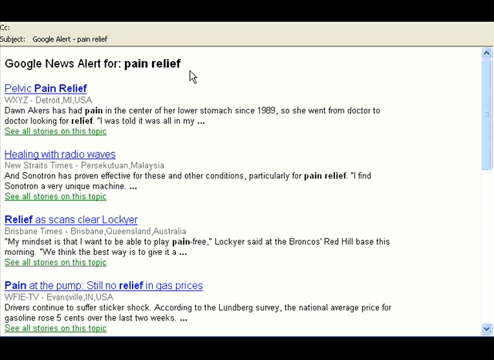 Cc:
Subject: Google Alert - pain relief
Google News Alert for: pain relief
Pelvic Pain Relief
WXYZ - Detroit,MI,USA
Dawn Akers has had pain in the center of her lower stomach since 1989, so she went from doctor to
doctor looking for relief. "I was told it was all in my ...
See all stories on this topic
Healing with radio waves
New Straits Times - Persekutuan,Malaysia
And Sonotron has proven effective for these and other conditions, particularly for pain relief. "I find
Sonotron a very unique machine. ...
See all stories on this topic
Relief as scans clear Lockyer
Brisbane Times - Brisbane,Queensland,Australia
"My mindset is that I want to be able to play pain-free," Lockyer said at the Broncos' Red Hill base this
morning. "We think the best way is to give it a ...
See all stories on this topic
Pain at the pump: Still no relief in gas prices
WFIE-TV - Evansville,IN,USA
Drivers continue to suffer sticker shock. According to the Lundberg survey, the national average price for
gasoline rose 5 cents over the last two weeks. ...
See all stories on this topic